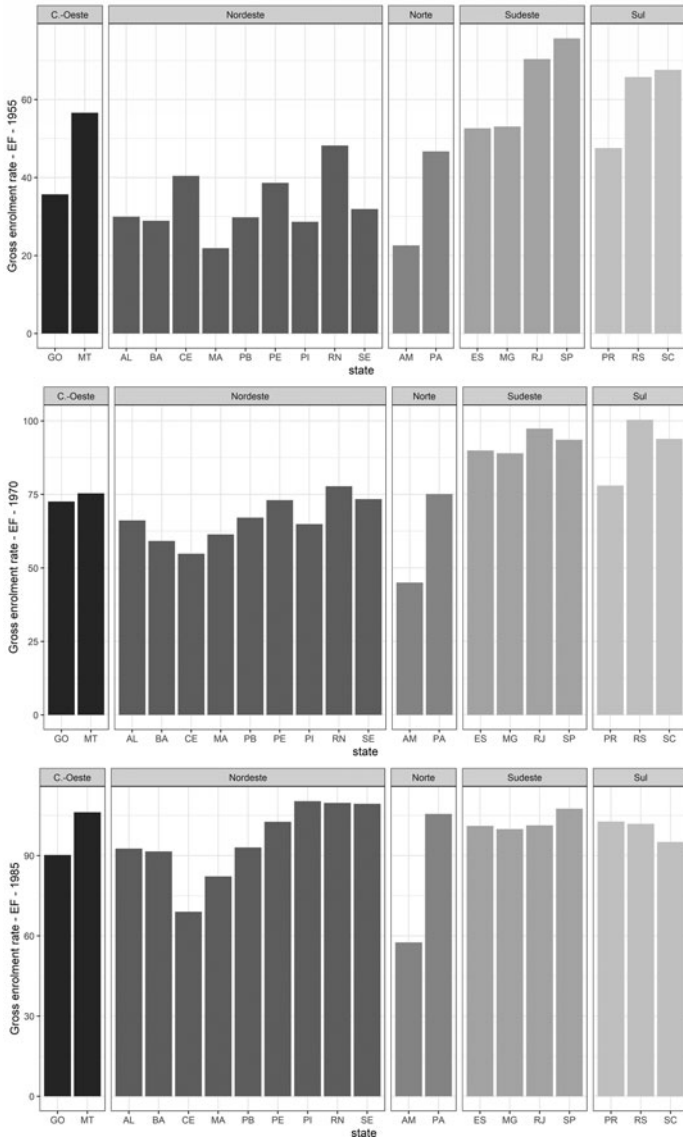 C.-Oeste Nordeste Norte Sudeste Sul
Gross enrolment rate - EF - 1955
60
40
20
0
GO MT AL BA CE MA PB PE PI RN SE AM PA ES MG RJ SP PR RS SC
state
C.-Oeste Nordeste Norte Sudeste Sul
Gross enrolment rate - EF - 1970
100
75
50
25
0
GO MT AL BA CE MA PB PE PI RN SE AM PA ES MG RJ SP PR RS SC
state
C.-Oeste Nordeste Norte Sudeste Sul
Gross enrolment rate - EF - 1985
90
60
30
0
GO MT AL BA CE MA PB PE PI RN SE AM PA ES MG RJ SP PR RS SC
state